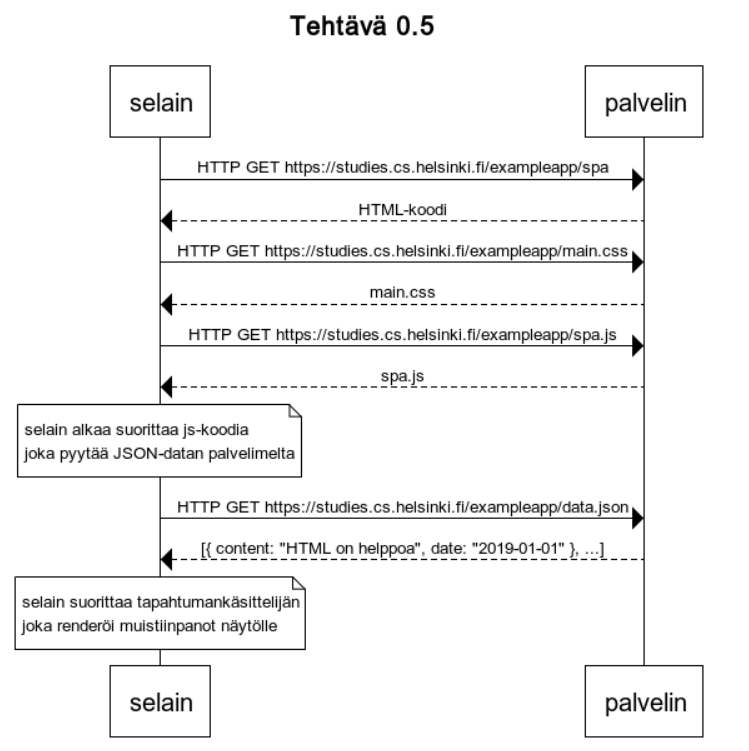 Tehtävä 0.5
selain
palvelin
HTTP GET https://studies.cs.helsinki.fi/exampleapp/spa
HTML-koodi
HTTP GET https://studies.cs.helsinki.fi/exampleapp/main.css
main.css
HTTP GET https://studies.cs.helsinki.fi/exampleapp/spa.js
spa.js
selain alkaa suorittaa js-koodia
joka pyytää JSON-datan palvelimelta
HTTP GET https://studies.cs.helsinki.fi/exampleapp/data.json
[{ content: "HTML on helppoa", date: "2019-01-01" }, ...]
selain suorittaa tapahtumankäsittelijän
joka renderöi muistiinpanot näytölle
selain
palvelin